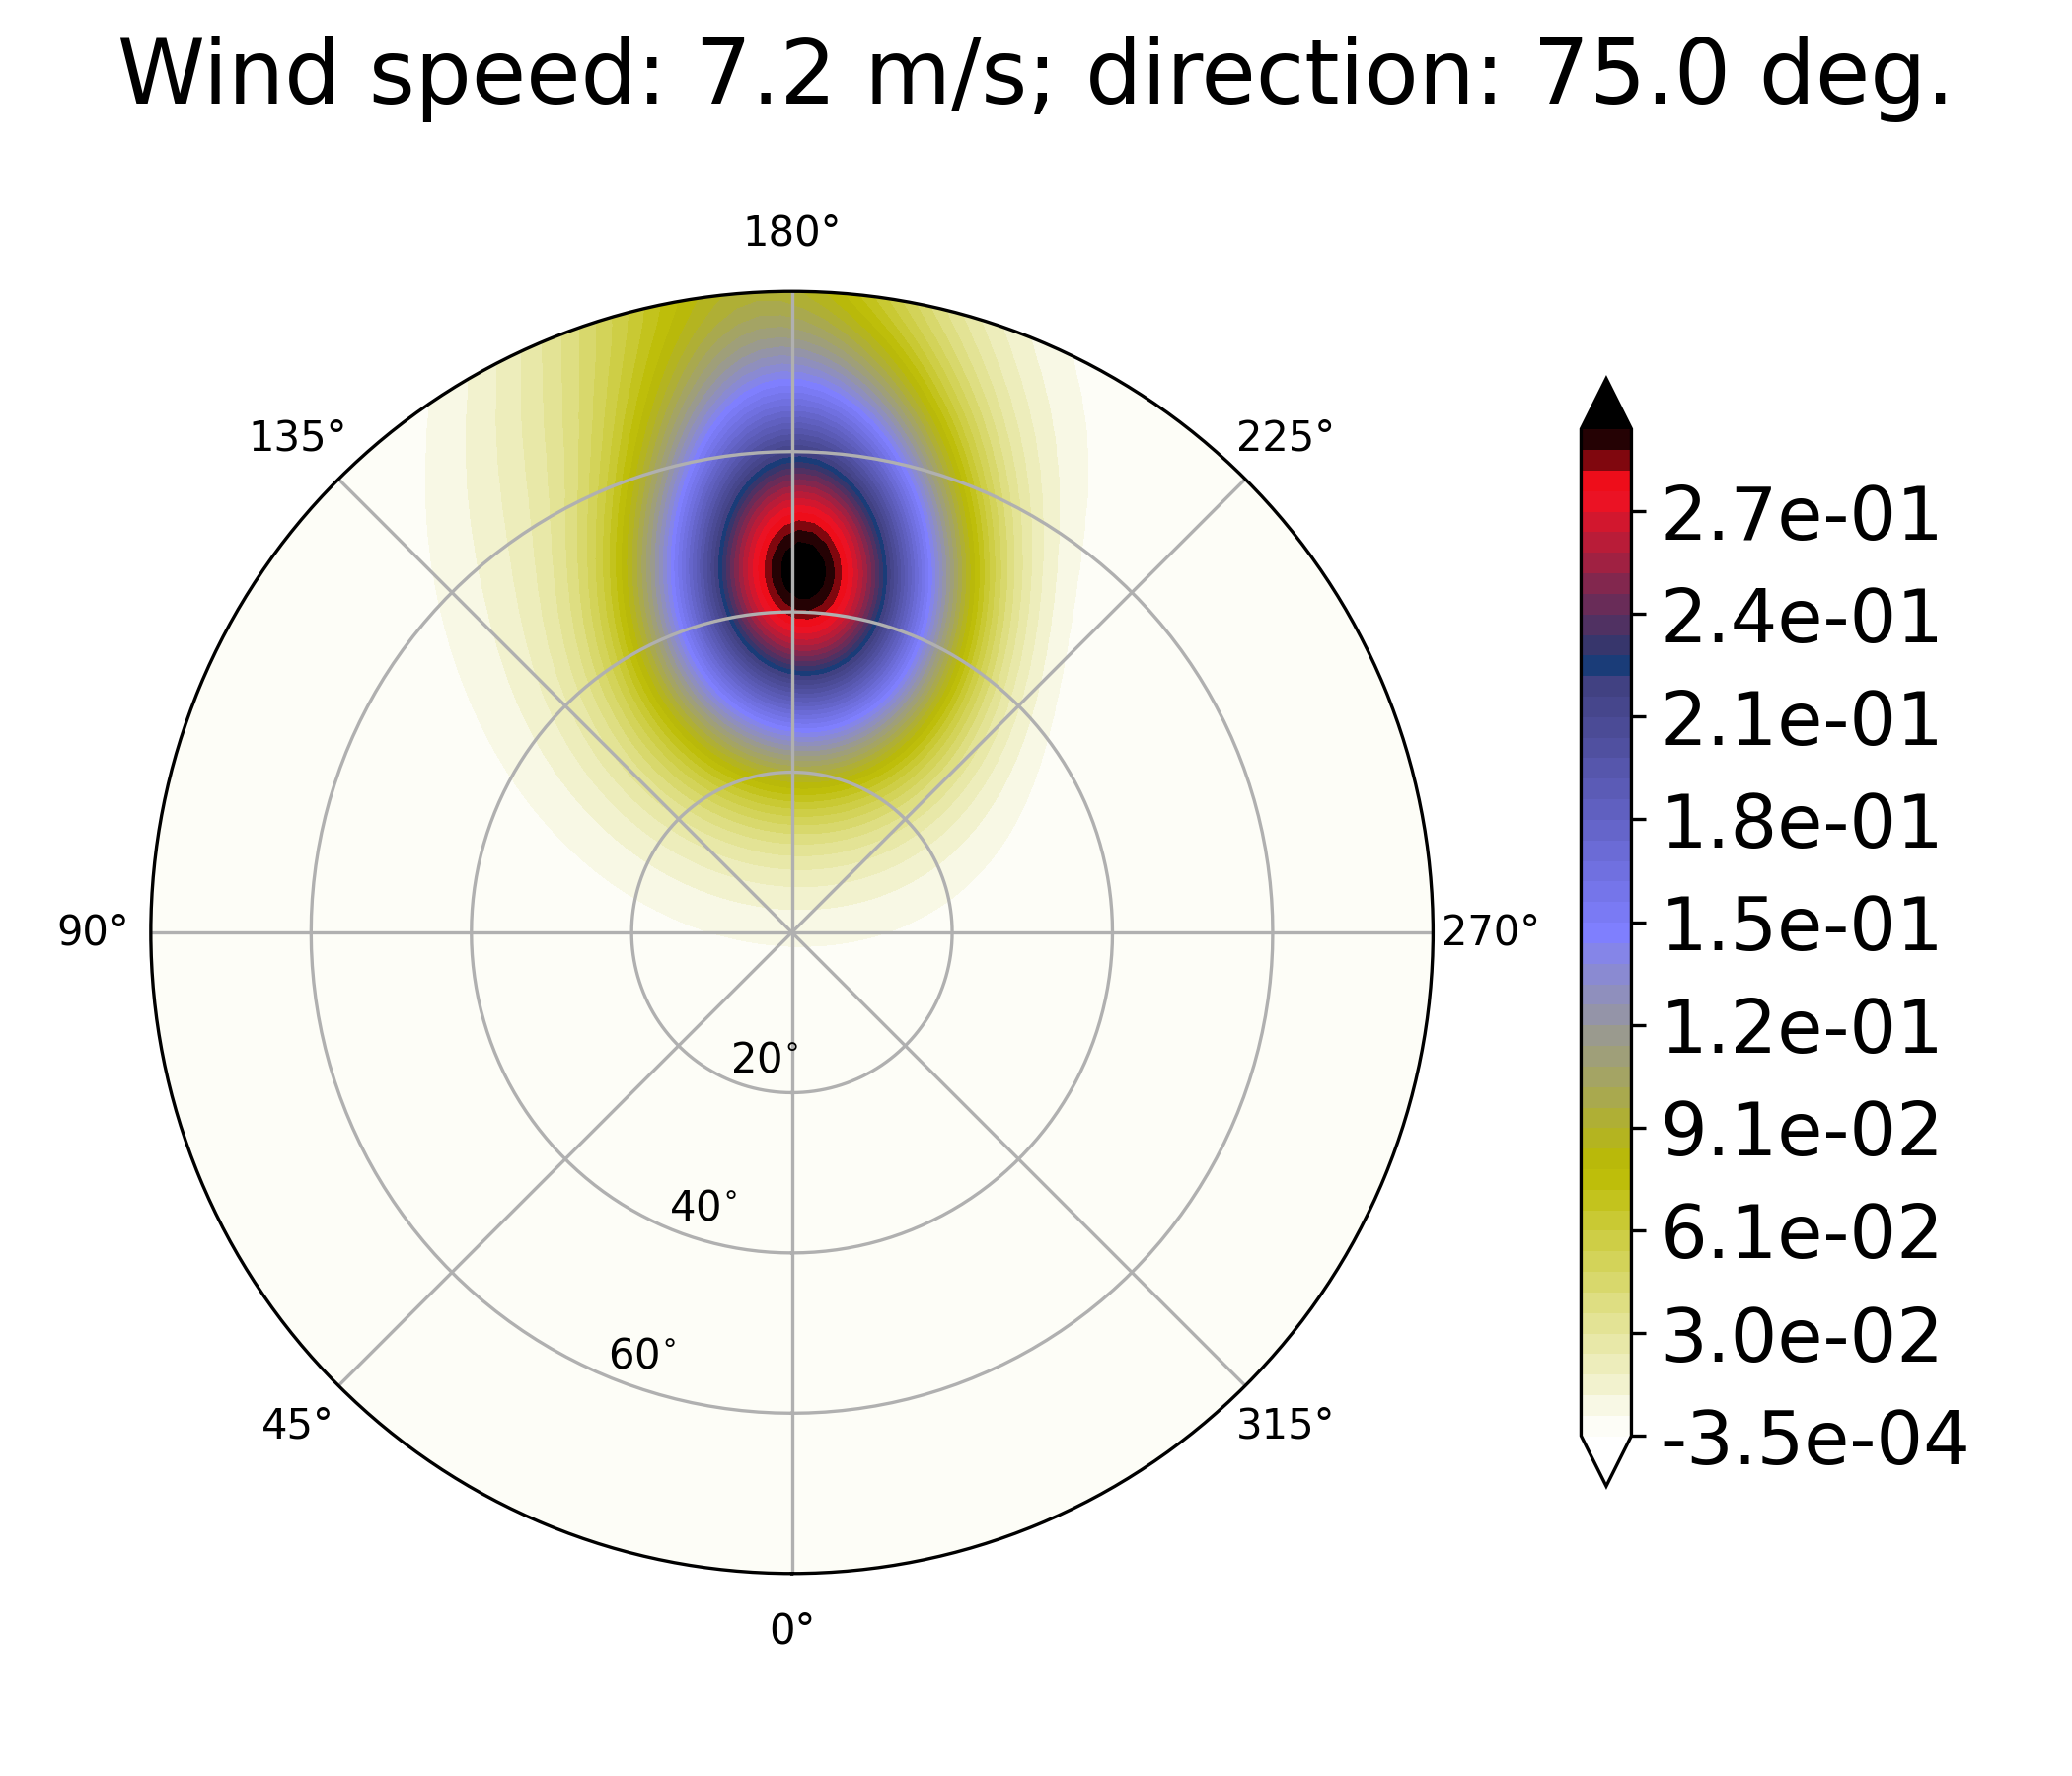 Wind speed: 7.2 m/s; direction: 75.0 deg.
180°
135°
225°
90°
270°
20°
40°
60°
45°
315°
0°
2.7e-01
2.4e-01
2.1e-01
1.8e-01
1.5e-01
1.2e-01
9.1e-02
6.1e-02
3.0e-02
-3.5e-04